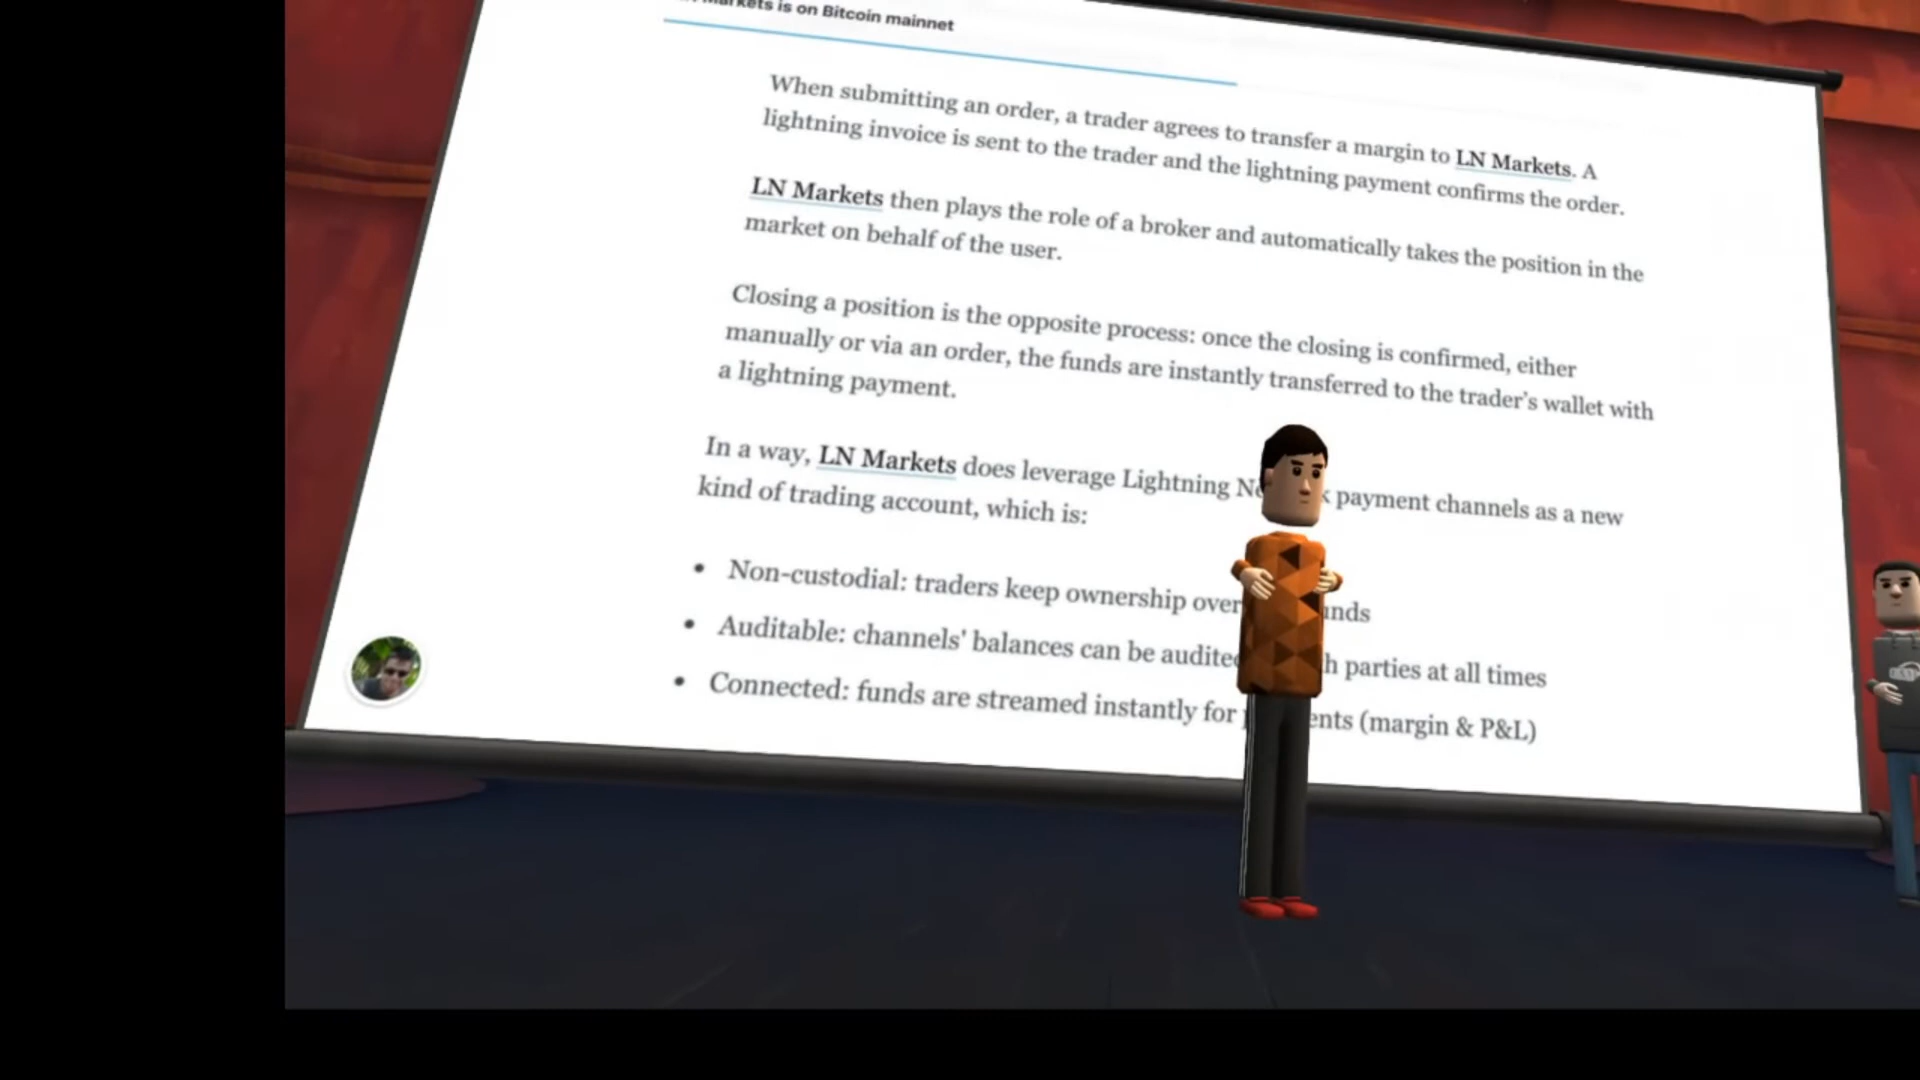 Markets is on Bitcoin mainnet
When submitting an order, a trader agrees to transfer a margin to LN Markets. A
lightning invoice is sent to the trader and the lightning payment confirms the order.
LN Markets then plays the role of a broker and automatically takes the position in the
market on behalf of the user.
Closing a position is the opposite process: once the closing is confirmed, either
manually or via an order, the funds are instantly transferred to the trader's wallet with
a lightning payment.
In a way, LN Markets does leverage Lightning payment channels as a new
kind of trading account, which is:
• Non-custodial: traders keep ownership over
• Auditable: channels' balances can be parties at all times
• Connected: funds are streamed instantly for (margin & P&L)